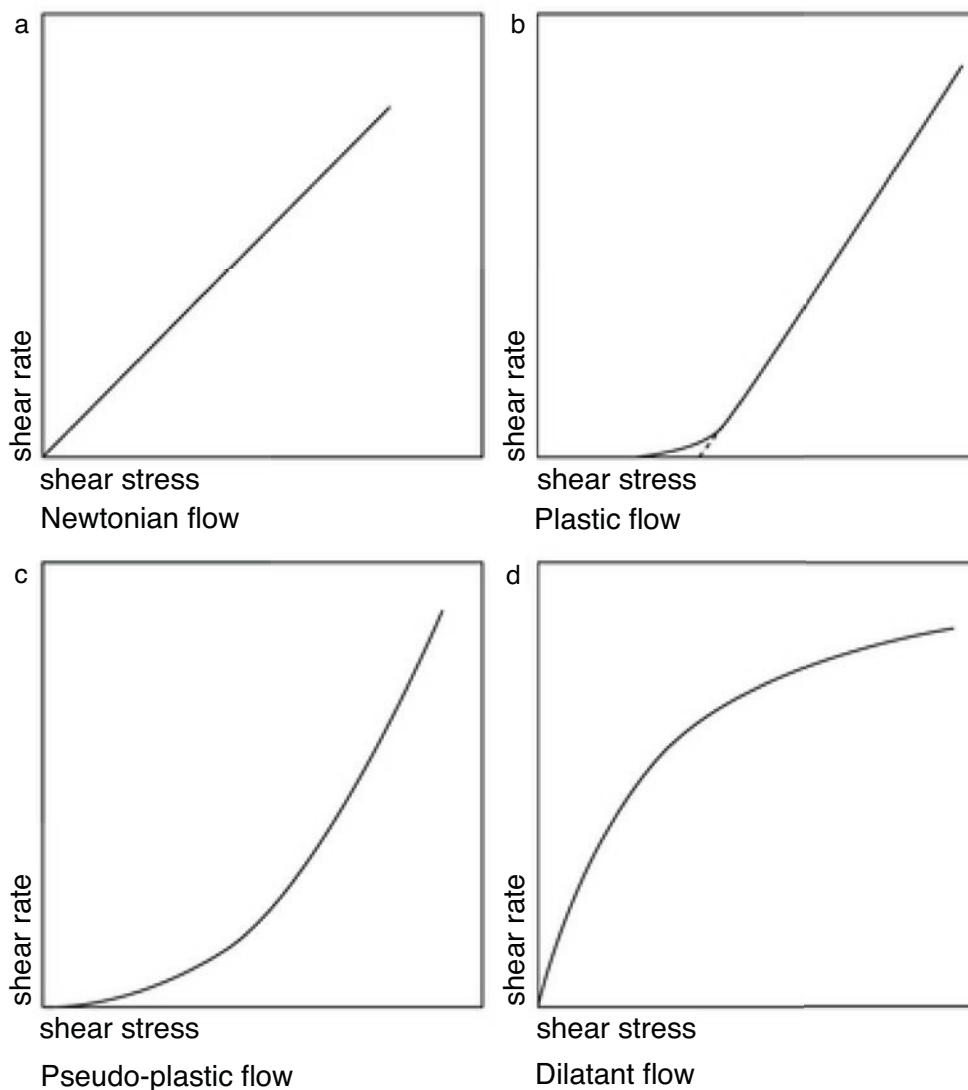 a
shear rate
shear stress
Newtonian flow
b
shear rate
shear stress
Plastic flow
c
shear rate
shear stress
Pseudo-plastic flow
d
shear rate
shear stress
Dilatant flow